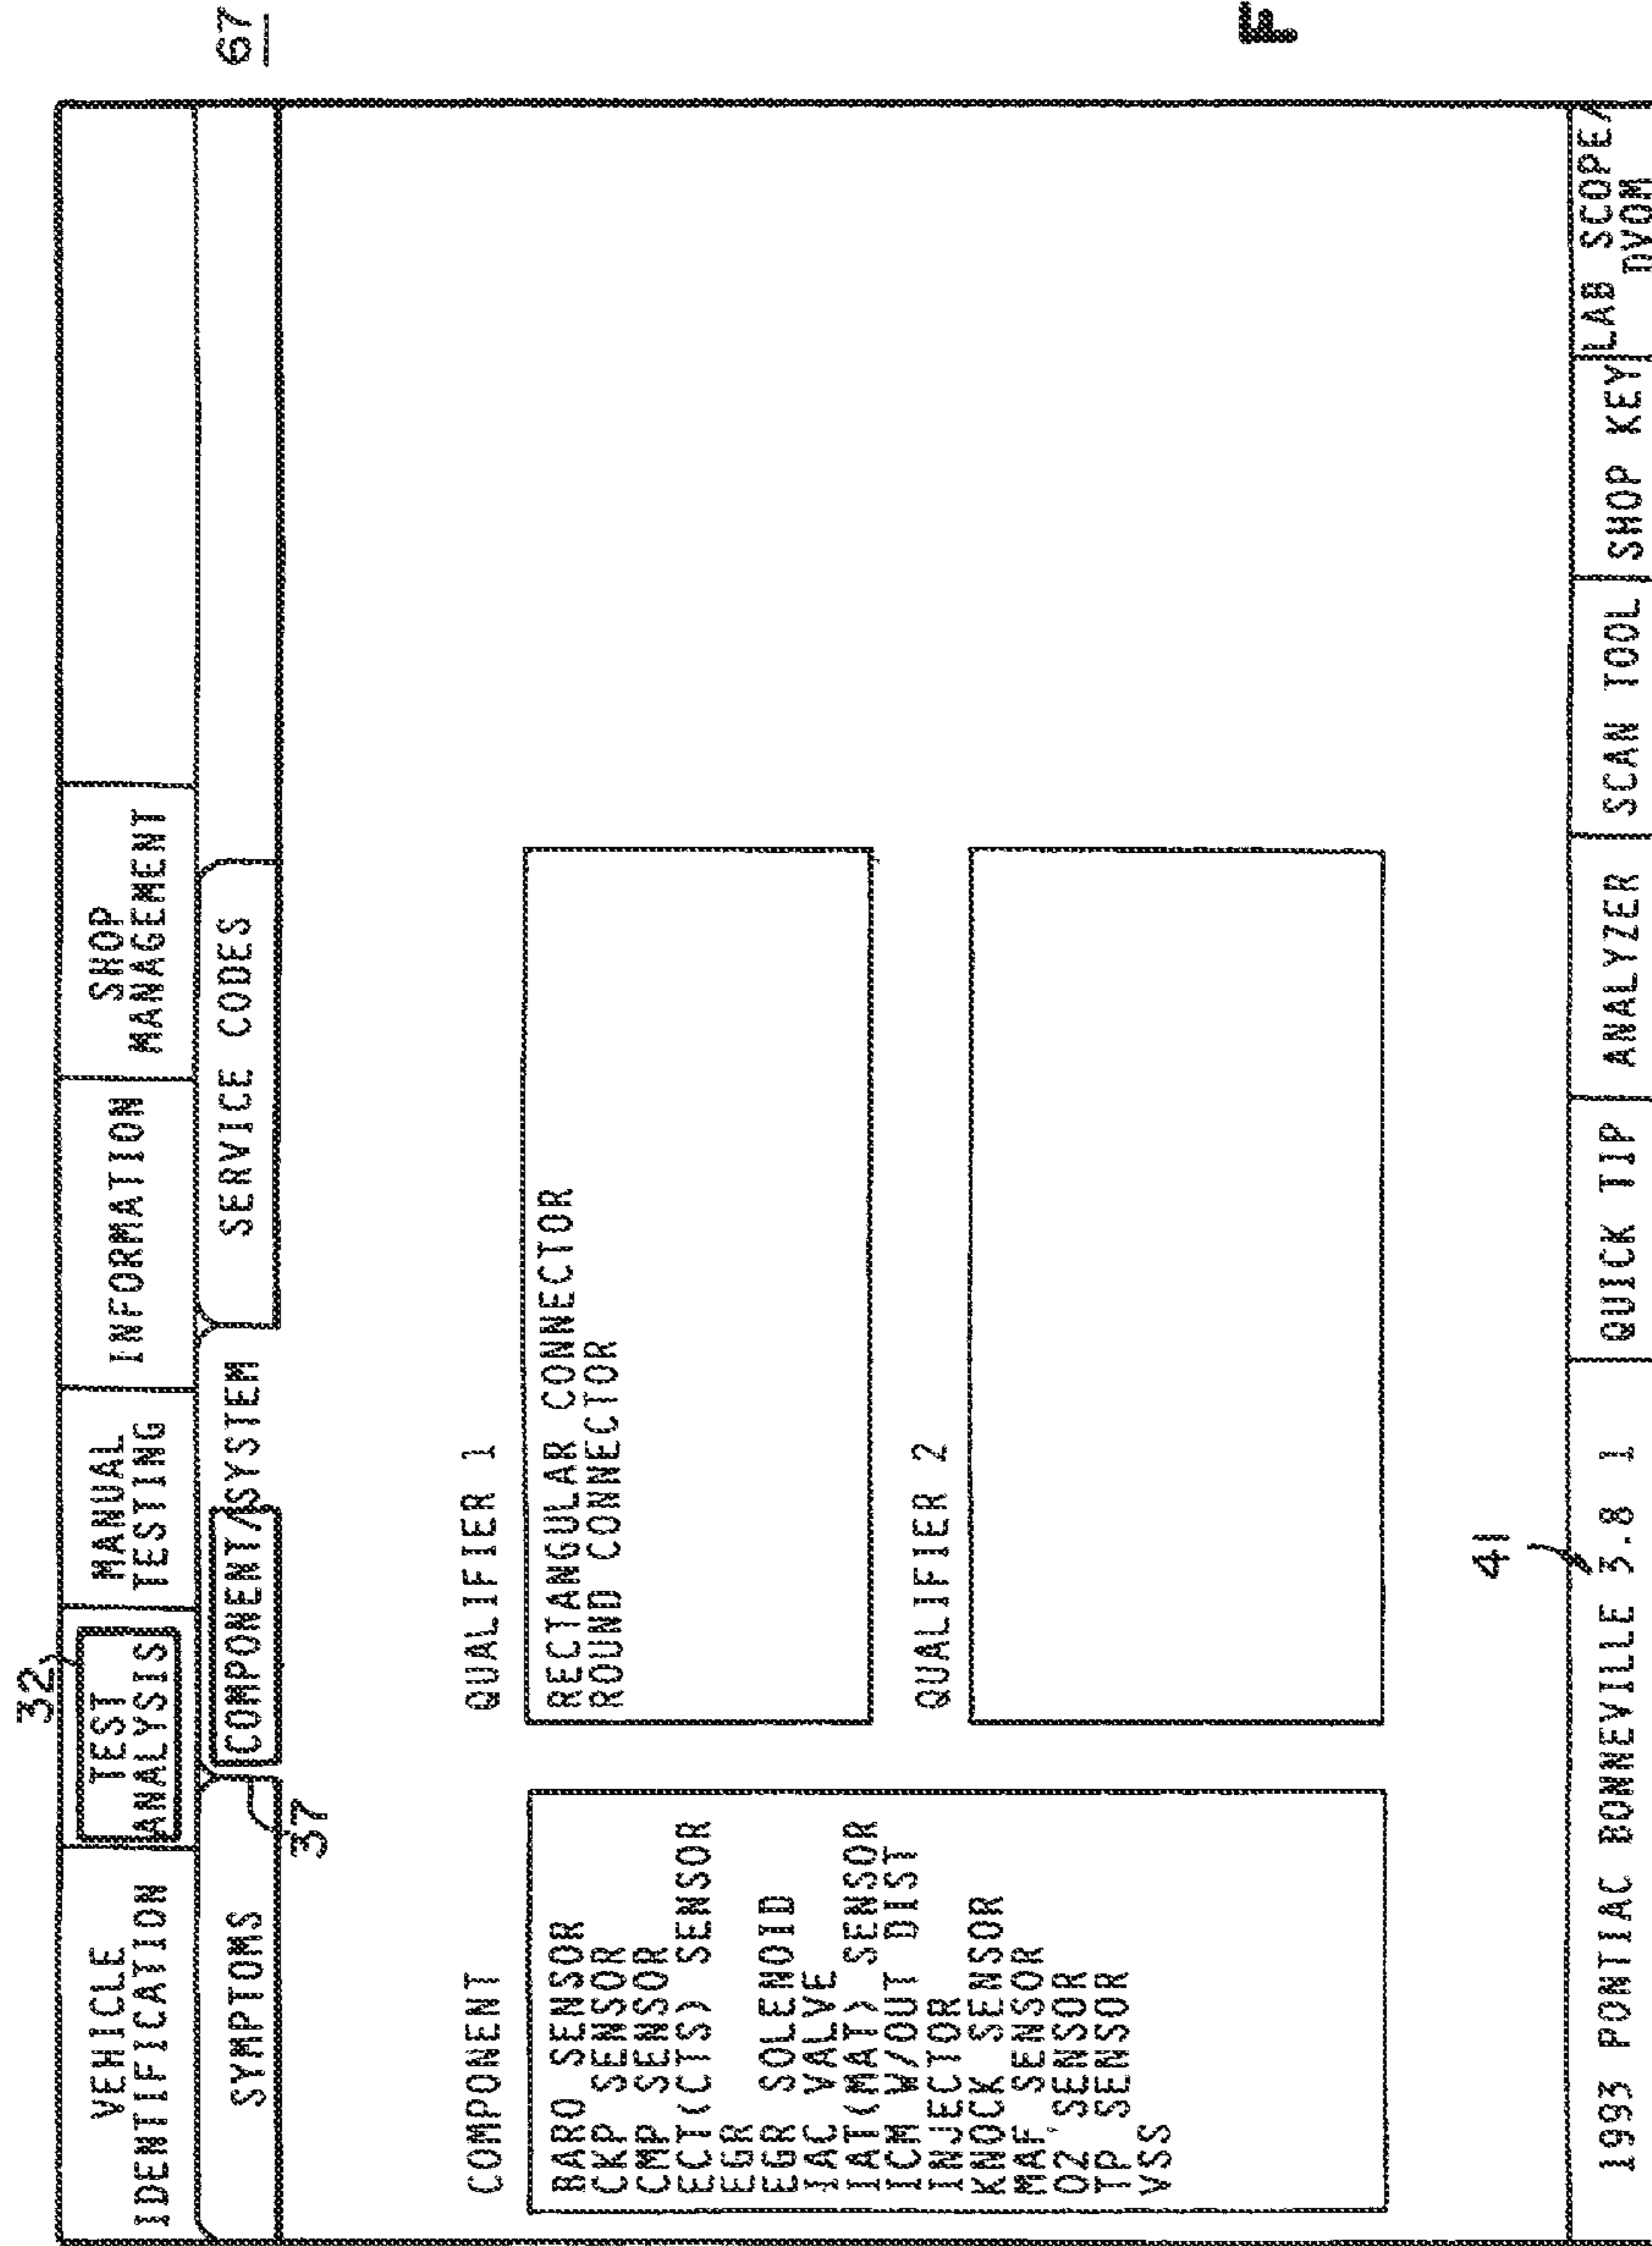 67
32
VEHICLE
IDENTIFICATION
TEST
ANALYSIS
MANUAL
TESTING
INFORMATION
SHOP
MANAGEMENT
SYMPTOMS
COMPONENT/SYSTEM
SERVICE CODES
37
COMPONENT
BARO SENSOR
CKP SENSOR
CMP SENSOR
ECT(CTS) SENSOR
EGR
EGR SOLENOID
IAC VALVE
IAT(MAT) SENSOR
ICM W/OUT DIST
INJECTOR
KNOCK SENSOR
MAF SENSOR
O2 SENSOR
TP SENSOR
VSS
QUALIFIER 1
RECTANGULAR CONNECTOR
ROUND CONNECTOR
QUALIFIER 2
F
41
1993 PONTIAC BONNEVILLE 3.8 1
QUICK TIP
ANALYZER
SCAN TOOL
SHOP KEY
LAB SCOPE/
DVOM